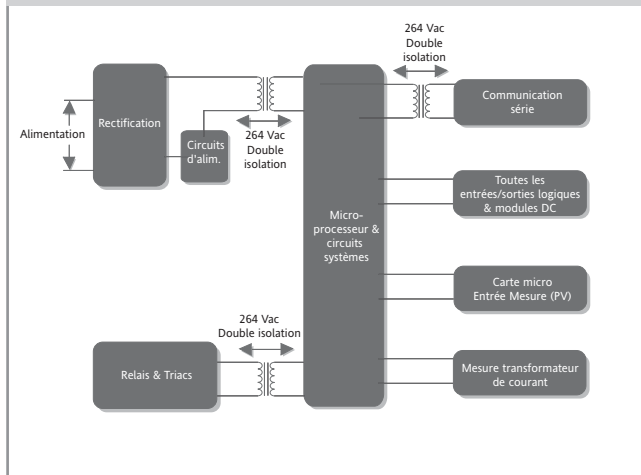 264 Vac
Double
isolation
Alimentation
Rectification
Circuits
d'alim.
264 Vac
Double
isolation
Micro-
processeur &
circuits
systèmes
Communication
série
Toutes les
entrées/sorties logiques
& modules DC
Carte micro
Entrée Mesure (PV)
264 Vac
Double isolation
Relais & Triacs
Mesure transformateur
de courant